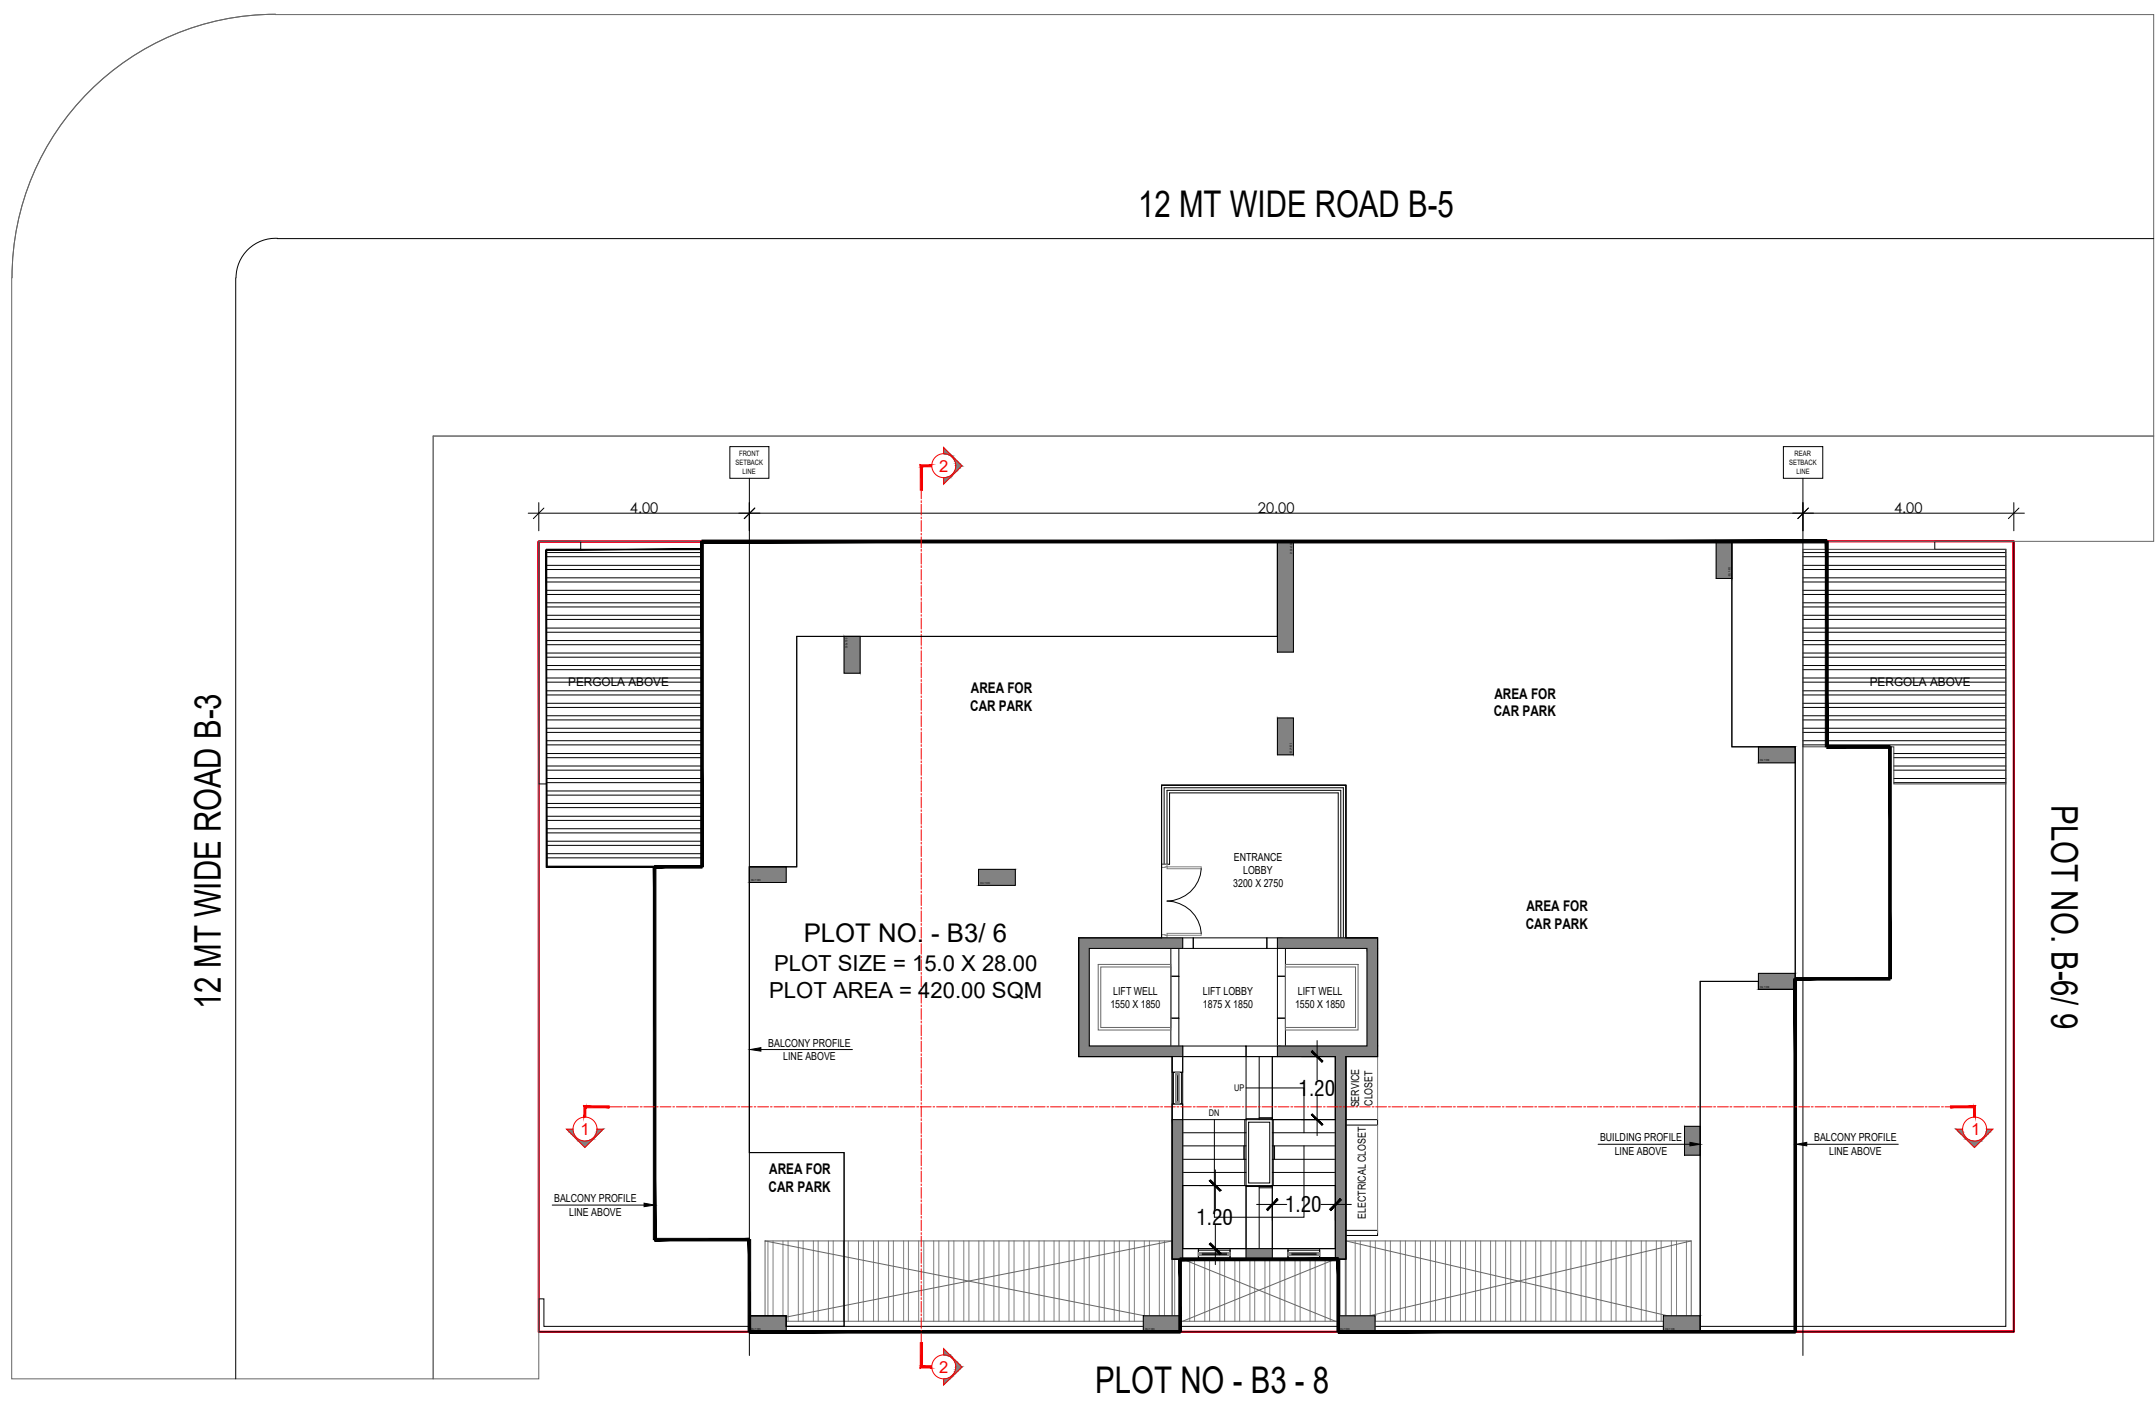 12 MT WIDE ROAD B-5
FRONT
SETBACK
LINE
2
REAR
SETBACK
LINE
4.00
20.00
4.00
PERGOLA ABOVE
AREA FOR
CAR PARK
AREA FOR
CAR PARK
PERGOLA ABOVE
12 MT WIDE ROAD B-3
ENTRANCE
LOBBY
3200 X 2750
AREA FOR
CAR PARK
PLOT NO. B-6/ 9
PLOT NO. - B3/ 6
PLOT SIZE = 15.0 X 28.00
PLOT AREA = 420.00 SQM
LIFT WELL
1550 X 1850
LIFT LOBBY
1875 X 1850
LIFT WELL
1550 X 1850
BALCONY PROFILE
LINE ABOVE
UP
1.20
SERVICE
CLOSET
DN
1
1
BUILDING PROFILE
LINE ABOVE
BALCONY PROFILE
LINE ABOVE
AREA FOR
CAR PARK
ELECTRICAL CLOSET
BALCONY PROFILE
LINE ABOVE
1.20
1.20
2
PLOT NO - B3 - 8